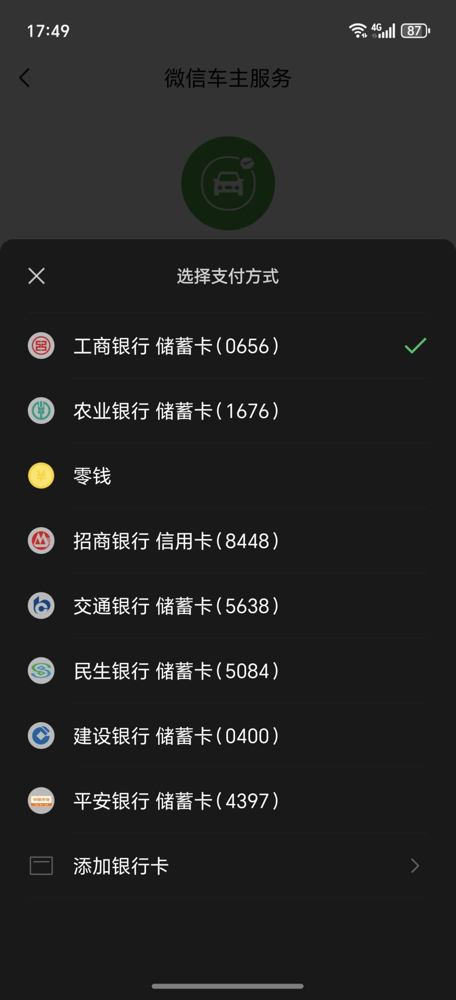 17:49
4G
87
微信车主服务
选择支付方式
工商银行 储蓄卡(0656)
农业银行 储蓄卡(1676)
零钱
招商银行 信用卡(8448)
交通银行 储蓄卡(5638)
民生银行 储蓄卡(5084)
建设银行 储蓄卡(0400)
中国平安
平安银行 储蓄卡(4397)
添加银行卡